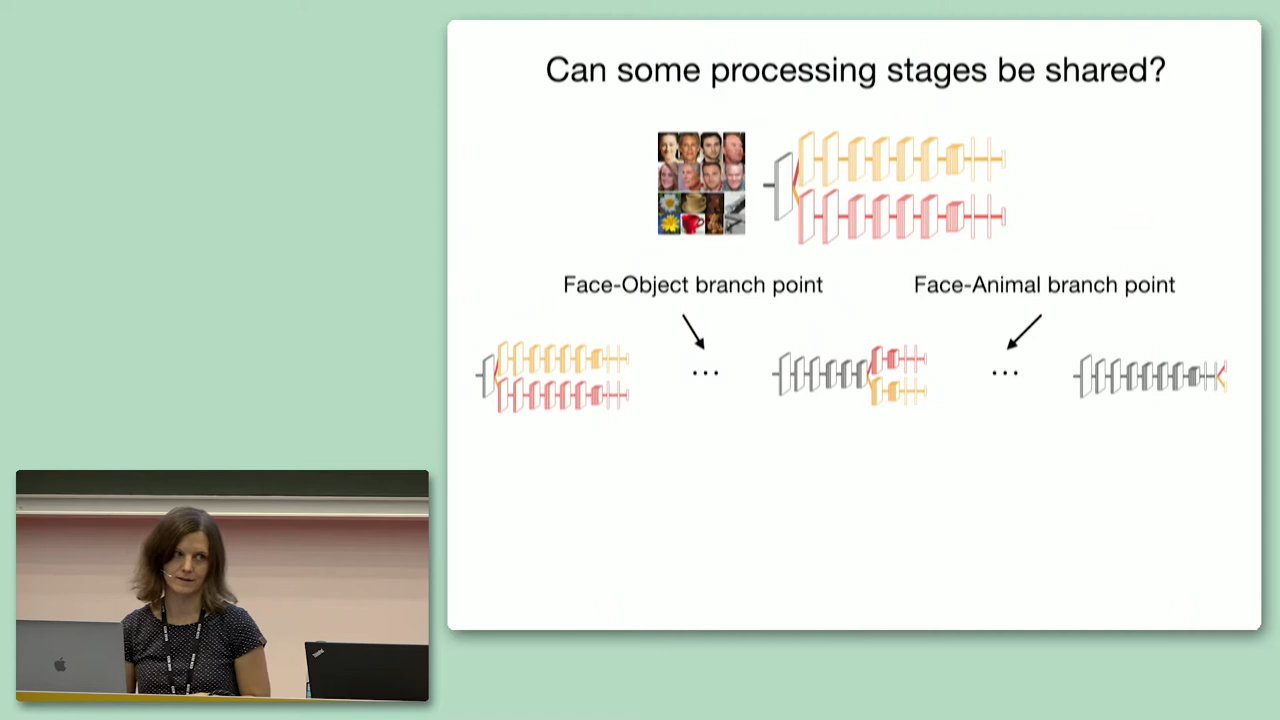 Can some processing stages be shared?
Face-Object branch point
Face-Animal branch point
...
...